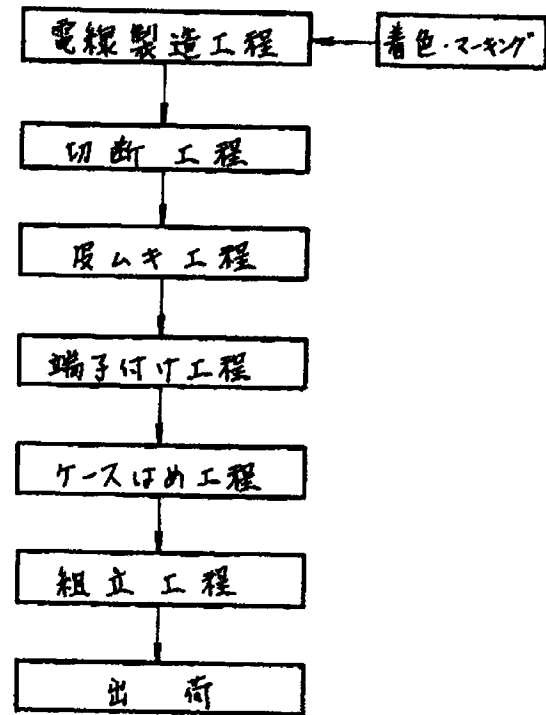 電線製造工程
着色・マーキング
切断工程
皮ムキ工程
端子付け工程
ケースはめ工程
組立工程
出荷